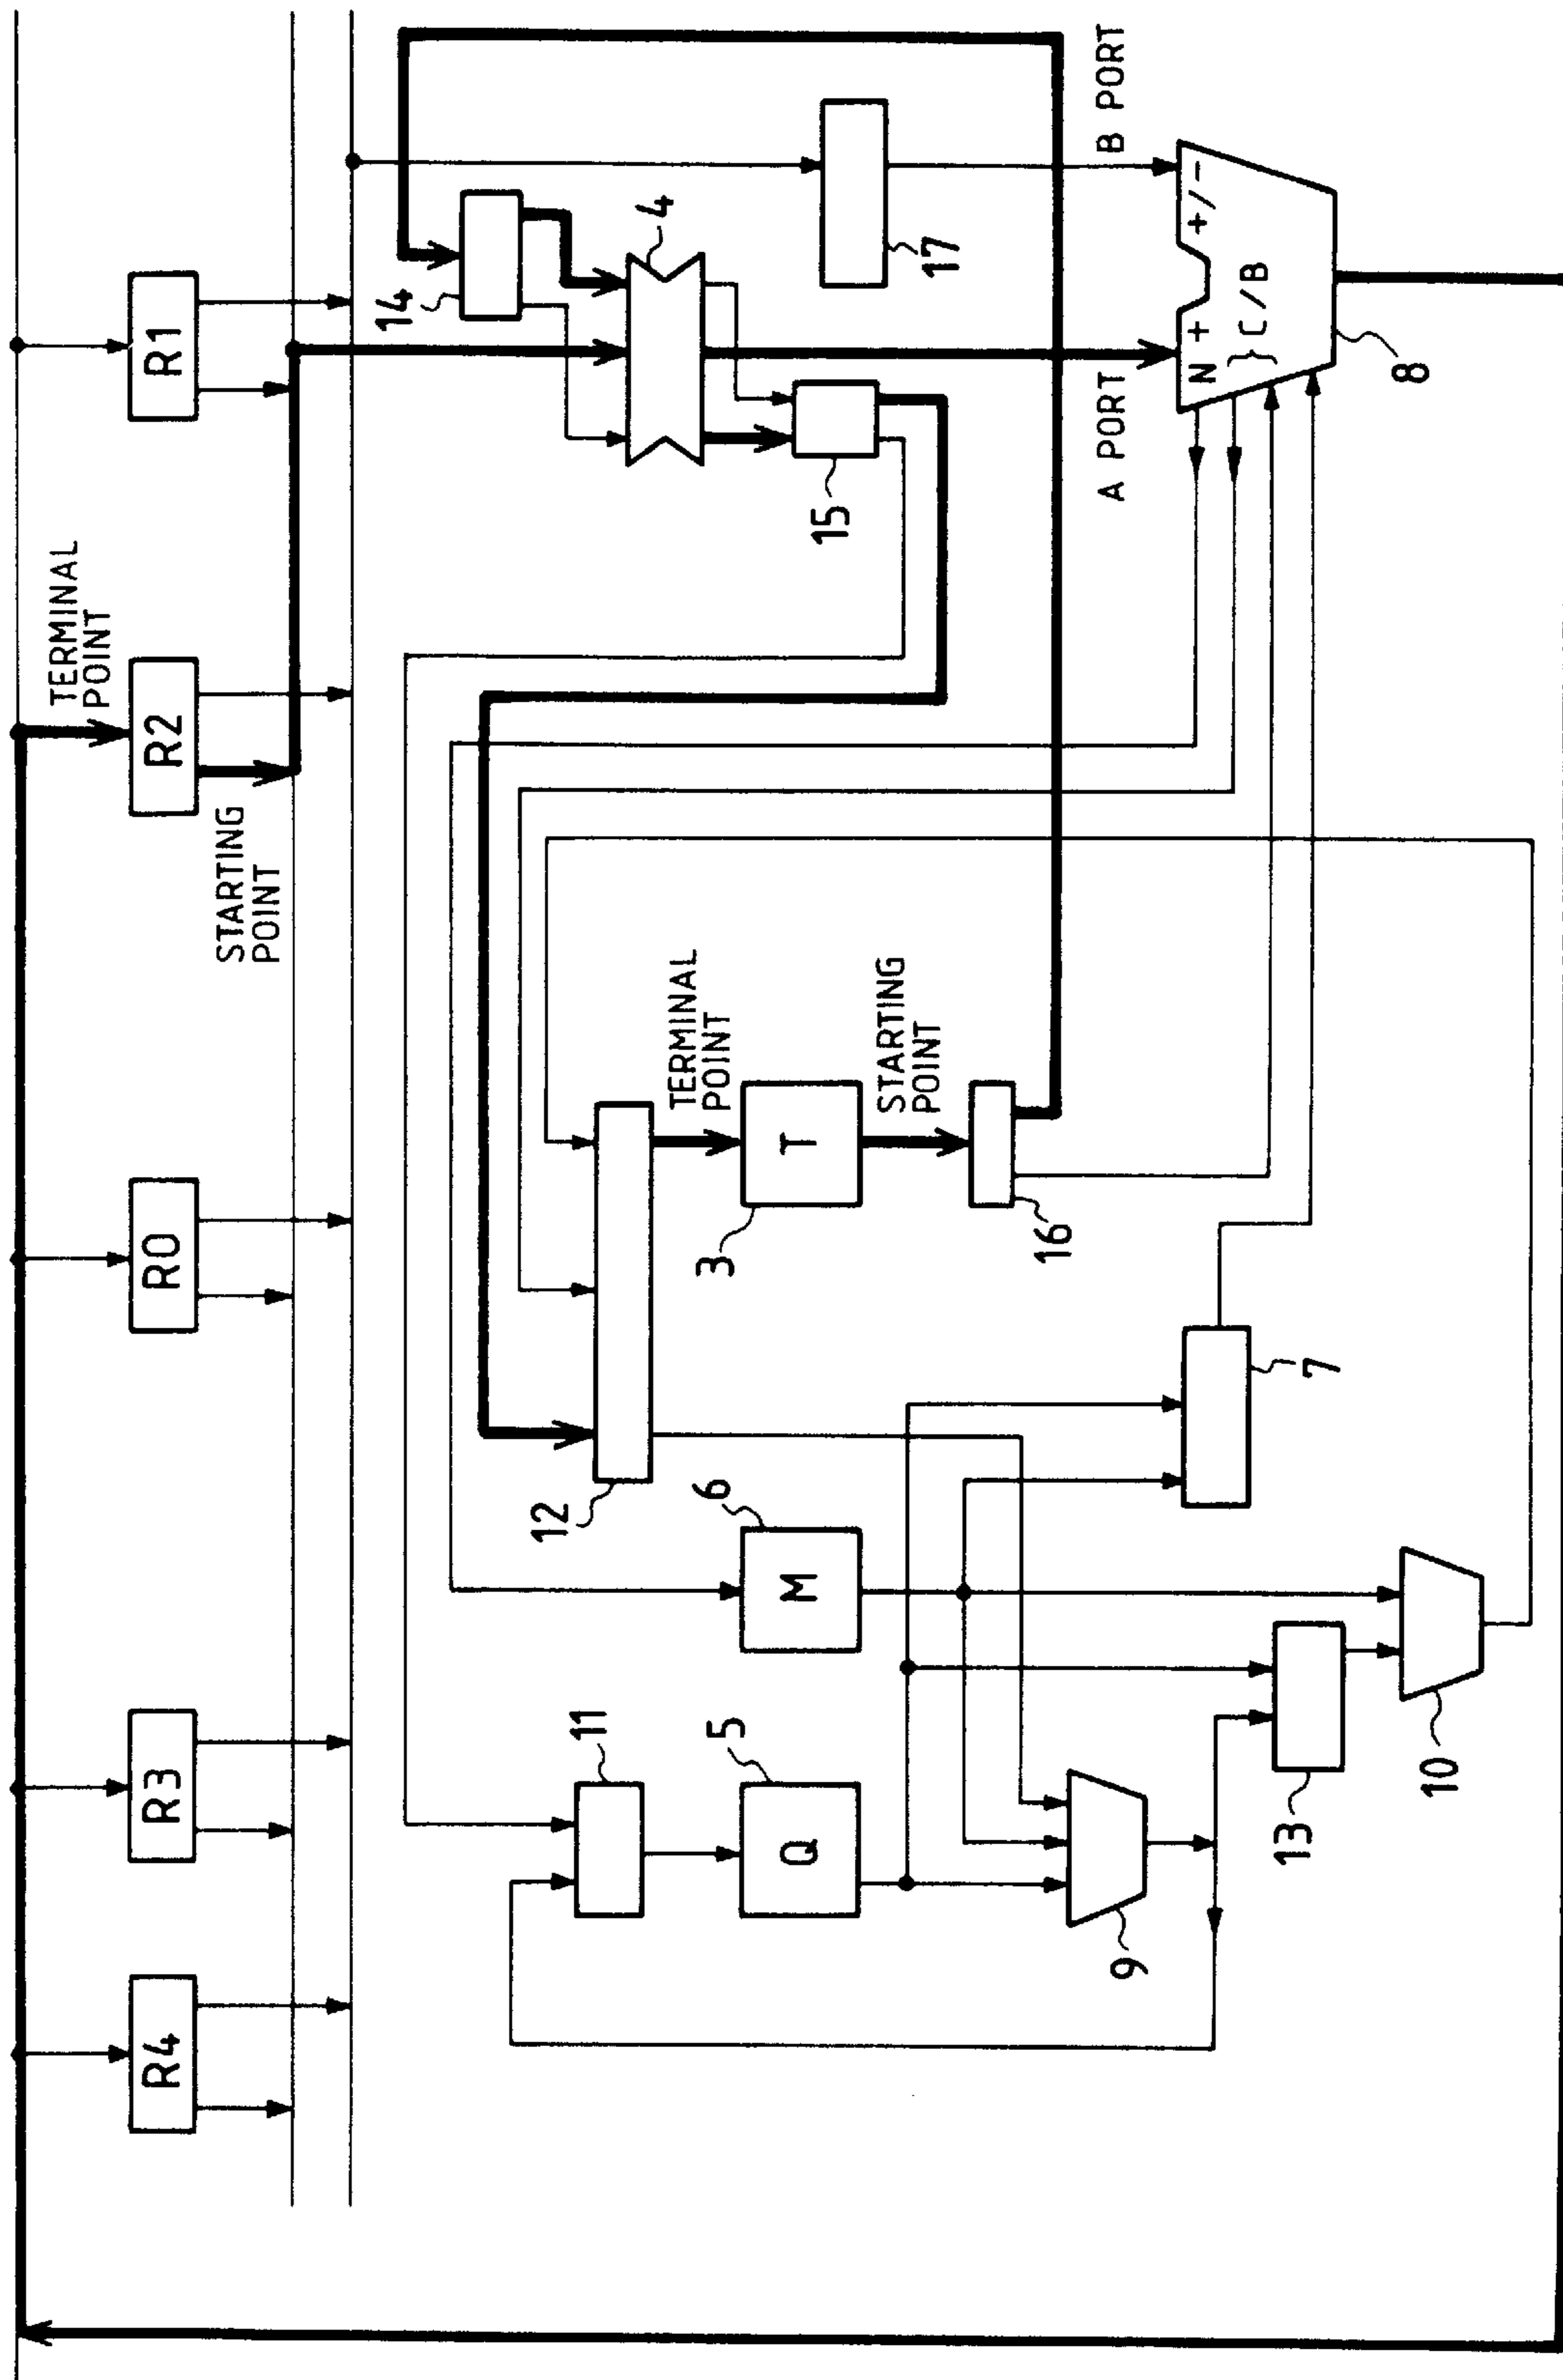 R4
R3
R0
R2
R1
TERMINAL
POINT
STARTING
POINT
14
4
11
12
15
17
5
Q
6
M
3
T
TERMINAL
POINT
STARTING
POINT
16
9
13
10
7
A PORT
B PORT
N + +/-
} C/B
8